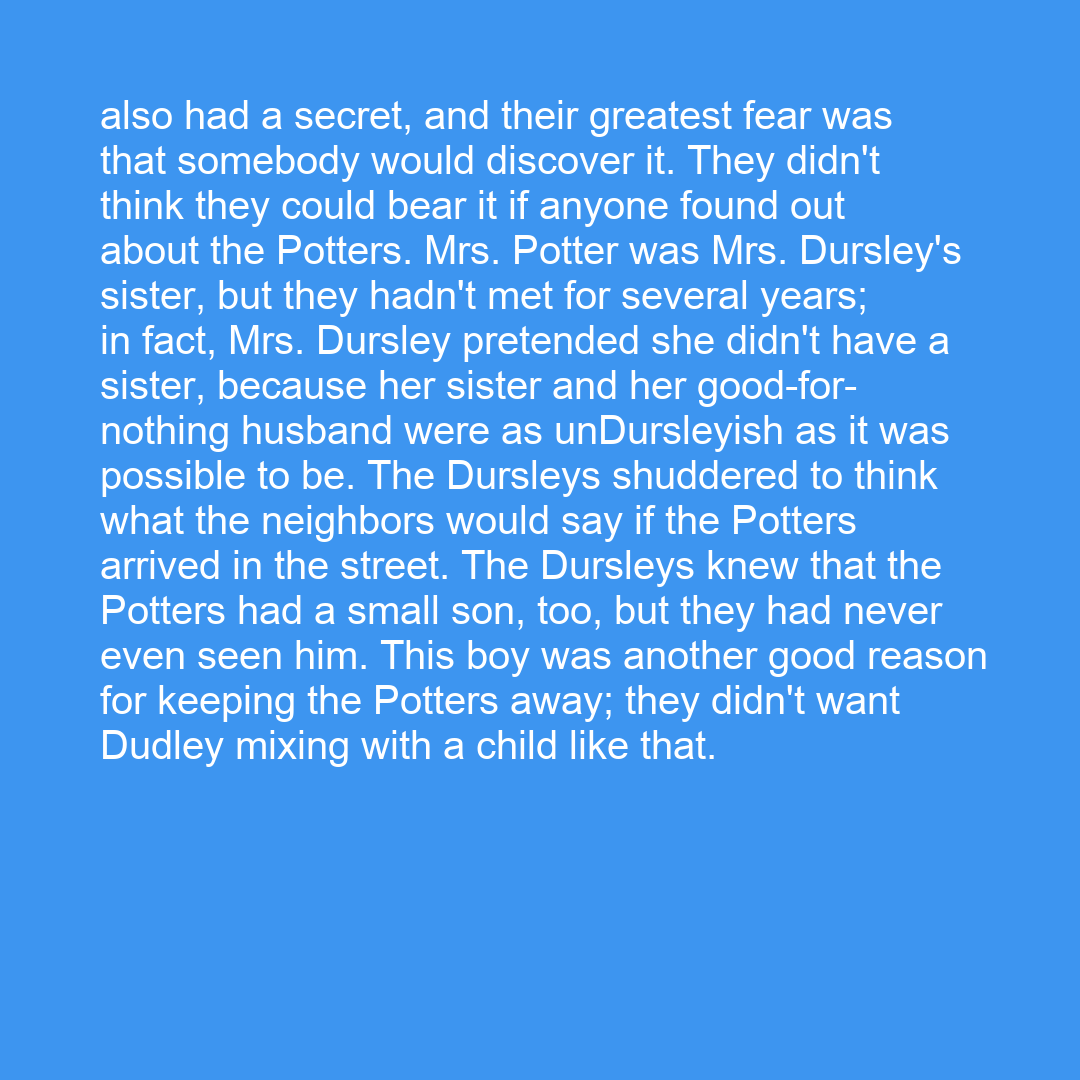 also had a secret, and their greatest fear was
that somebody would discover it. They didn't
think they could bear it if anyone found out
about the Potters. Mrs. Potter was Mrs. Dursley's
sister, but they hadn't met for several years;
in fact, Mrs. Dursley pretended she didn't have a
sister, because her sister and her good-for-
nothing husband were as unDursleyish as it was
possible to be. The Dursleys shuddered to think
what the neighbors would say if the Potters
arrived in the street. The Dursleys knew that the
Potters had a small son, too, but they had never
even seen him. This boy was another good reason
for keeping the Potters away; they didn't want
Dudley mixing with a child like that.